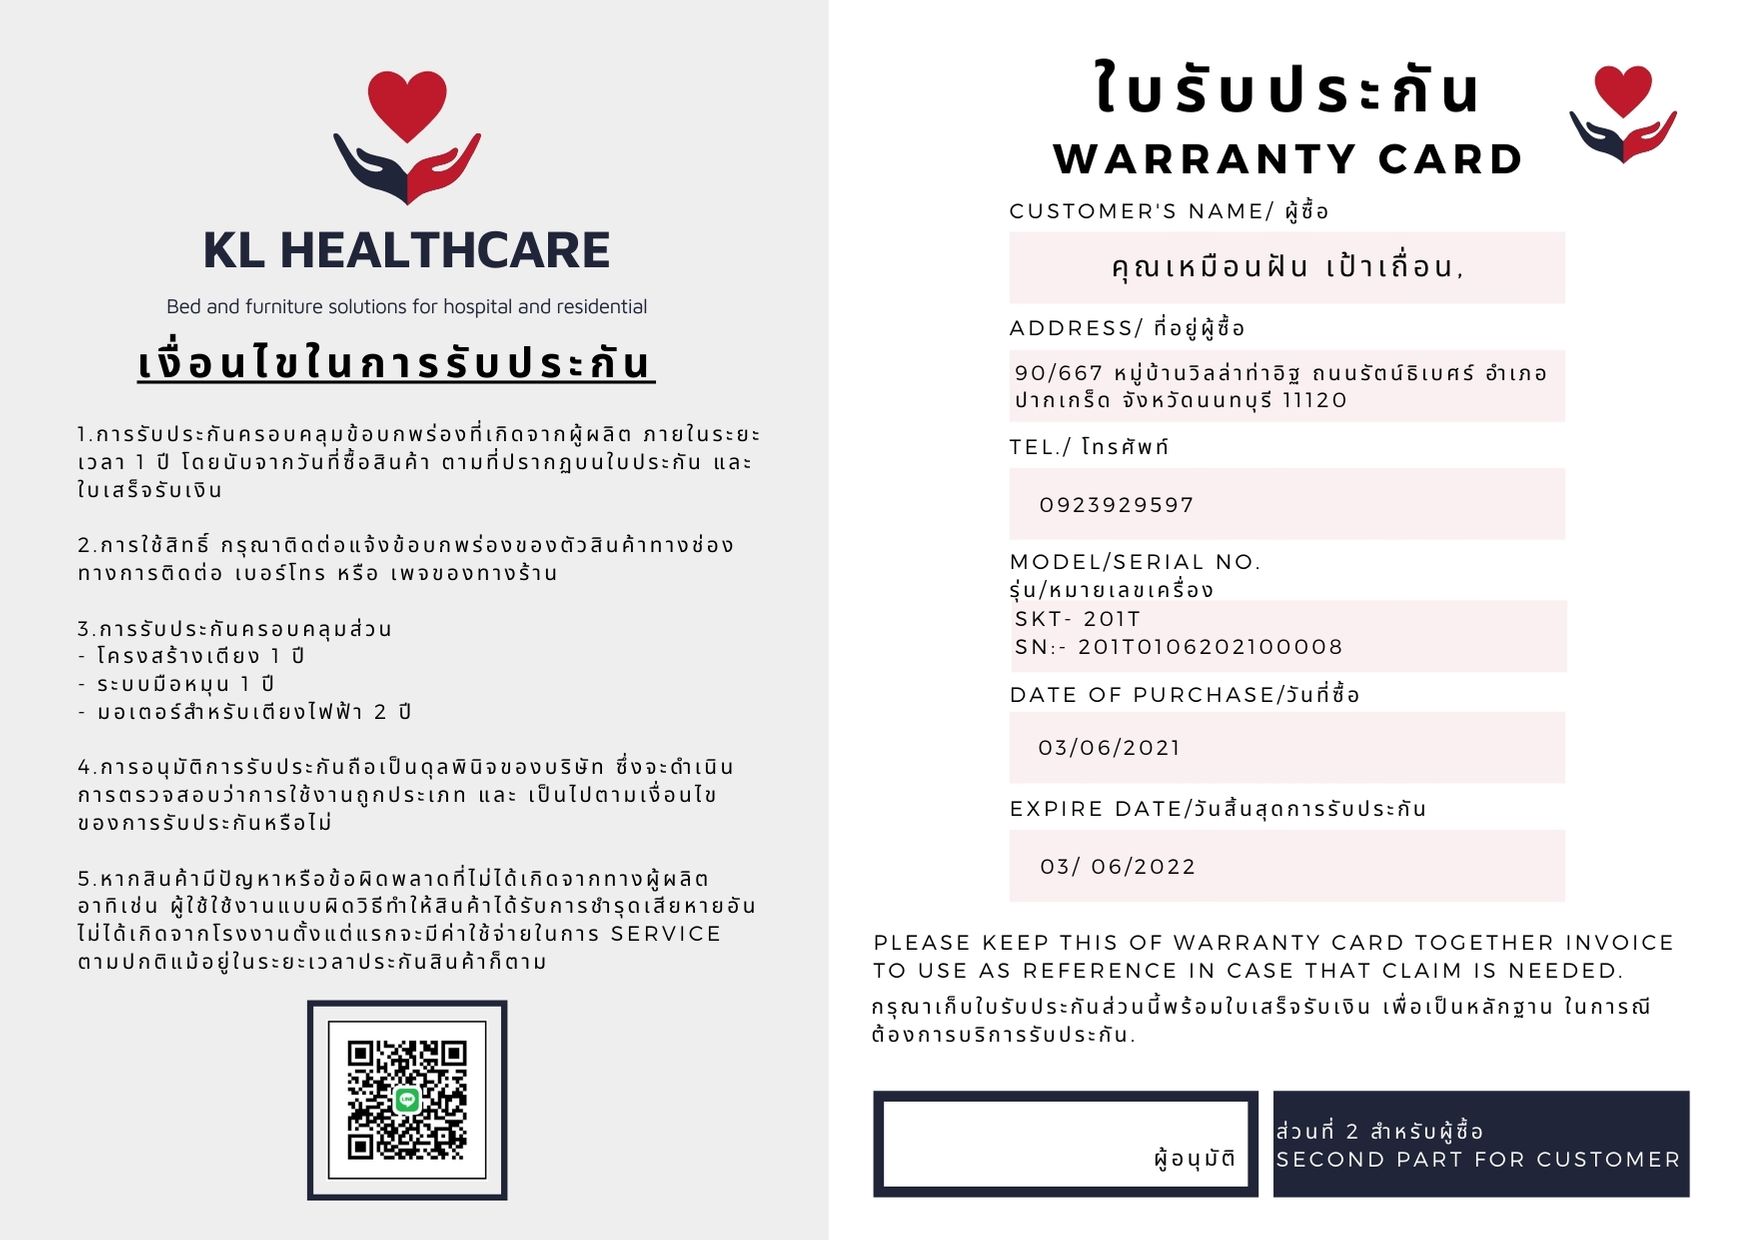 KL HEALTHCARE
Bed and furniture solutions for hospital and residential
เงื่อนไขในการรับประกัน
1.การรับประกันครอบคลุมข้อบกพร่องที่เกิดจากผู้ผลิต ภายในระยะ
เวลา 1 ปี โดยนับจากวันที่ซื้อสินค้า ตามที่ปรากฏบนใบประกัน และ
ใบเสร็จรับเงิน
2.การใช้สิทธิ์ กรุณาติดต่อแจ้งข้อบกพร่องของตัวสินค้าทางช่อง
ทางการติดต่อ เบอร์โทร หรือ เพจของทางร้าน
3.การรับประกันครอบคลุมส่วน
- โครงสร้างเตียง 1 ปี
- ระบบมือหมุน 1 ปี
- มอเตอร์สำหรับเตียงไฟฟ้า 2 ปี
4.การอนุมัติการรับประกันถือเป็นดุลพินิจของบริษัท ซึ่งจะดำเนิน
การตรวจสอบว่าการใช้งานถูกประเภท และ เป็นไปตามเงื่อนไข
ของการรับประกันหรือไม่
5.หากสินค้ามีปัญหาหรือข้อผิดพลาดที่ไม่ได้เกิดจากทางผู้ผลิต
อาทิเช่น ผู้ใช้ใช้งานแบบผิดวิธีทำให้สินค้าได้รับการชำรุดเสียหายอัน
ไม่ได้เกิดจากโรงงานตั้งแต่แรกจะมีค่าใช้จ่ายในการ SERVICE
ตามปกติแม้อยู่ในระยะเวลาประกันสินค้าก็ตาม
LINE
ใบรับประกัน
WARRANTY CARD
CUSTOMER'S NAME/ ผู้ซื้อ
คุณเหมือนฝัน เป้าเถื่อน,
ADDRESS/ ที่อยู่ผู้ซื้อ
90/667 หมู่บ้านวิลล่าท่าอิฐ ถนนรัตน์ธิเบศร์ อำเภอ
ปากเกร็ด จังหวัดนนทบุรี 11120
TEL./ โทรศัพท์
0923929597
MODEL/SERIAL NO.
รุ่น/หมายเลขเครื่อง
SKT- 201T
SN:- 201T0106202100008
DATE OF PURCHASE/วันที่ซื้อ
03/06/2021
EXPIRE DATE/วันสิ้นสุดการรับประกัน
03/ 06/2022
PLEASE KEEP THIS OF WARRANTY CARD TOGETHER INVOICE
TO USE AS REFERENCE IN CASE THAT CLAIM IS NEEDED.
กรุณาเก็บใบรับประกันส่วนนี้พร้อมใบเสร็จรับเงิน เพื่อเป็นหลักฐาน ในการณี
ต้องการบริการรับประกัน.
ผู้อนุมัติ
ส่วนที่ 2 สำหรับผู้ซื้อ
SECOND PART FOR CUSTOMER